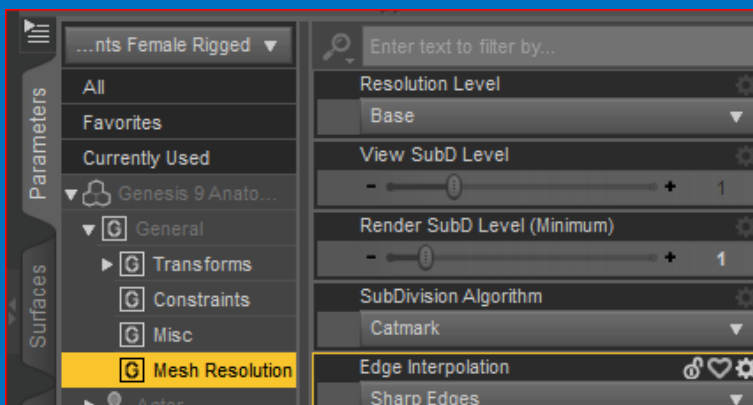 Parameters
Surfaces
...nts Female Rigged
All
Favorites
Currently Used
Genesis 9 Anato...
G General
G Transforms
G Constraints
G Misc
G Mesh Resolution
Actor
Enter text to filter by...
Resolution Level
Base
View SubD Level
- + 1
Render SubD Level (Minimum)
- + 1
SubDivision Algorithm
Catmark
Edge Interpolation
Sharp Edges